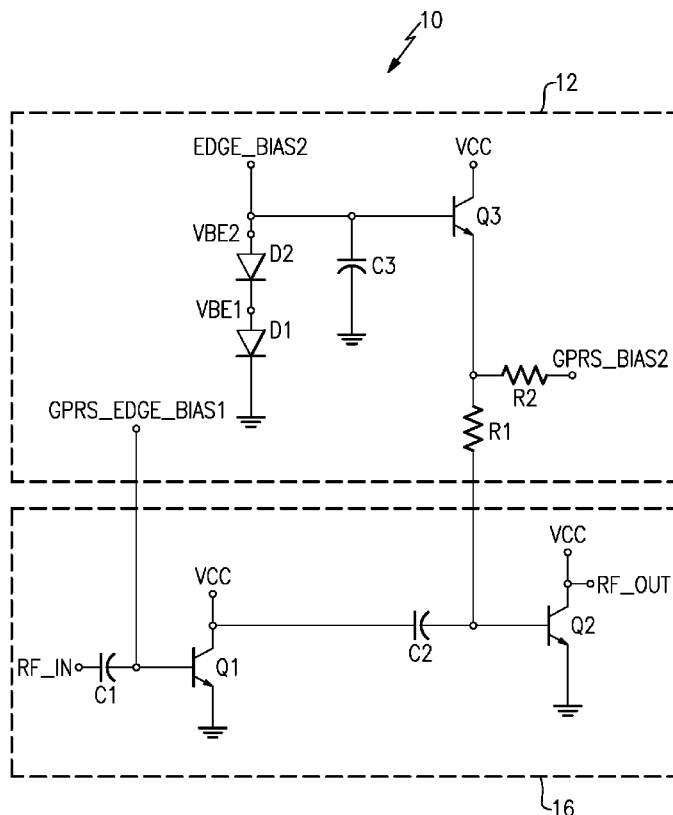 10
12
EDGE_BIAS2
VCC
Q3
VBE2
D2
C3
VBE1
D1
GPRS_BIAS2
R2
GPRS_EDGE_BIAS1
R1
VCC
VCC
RF_OUT
Q2
C2
RF_IN
C1
Q1
16